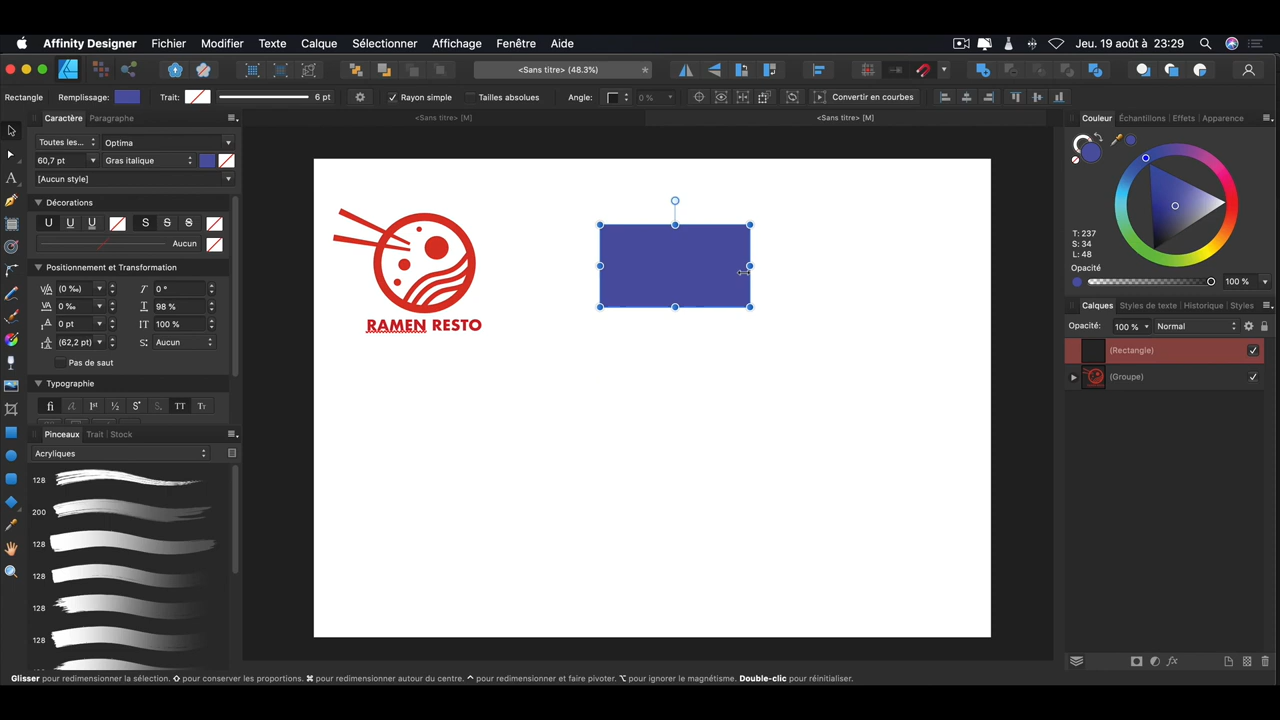 Affinity Designer Fichier Modifier Texte Calque Sélectionner Affichage Fenêtre Aide Jeu. 19 août à 23:29
<Sans titre> (48.3%)
Rectangle Remplissage: Trait: 6 pt Rayon simple Tailles absolues Angle: 0 % Convertir en courbes
Caractère Paragraphe
<Sans titre> [M] <Sans titre> [M]
Couleur Échantillons Effets Apparence
Toutes les... Optima
60,7 pt Gras italique
[Aucun style]
Décorations
U U U S S S
Aucun
Positionnement et Transformation
(0 ‰) 0 °
0 ‰ 98 %
0 pt 100 %
(62,2 pt) Aucun
Pas de saut
Typographie
fi a 1st ½ S S TT Tr
Pinceaux Trait Stock
Acryliques
128
200
128
128
128
128
RAMEN RESTO
T: 237
S: 34
L: 48
Opacité
100 %
Calques Styles de texte Historique Styles
Opacité: 100 % Normal
(Rectangle)
(Groupe)
Glisser pour redimensionner la sélection. ⇧ pour conserver les proportions. ⌘ pour redimensionner autour du centre. ^ pour redimensionner et faire pivoter. ⌥ pour ignorer le magnétisme. Double-clic pour réinitialiser.